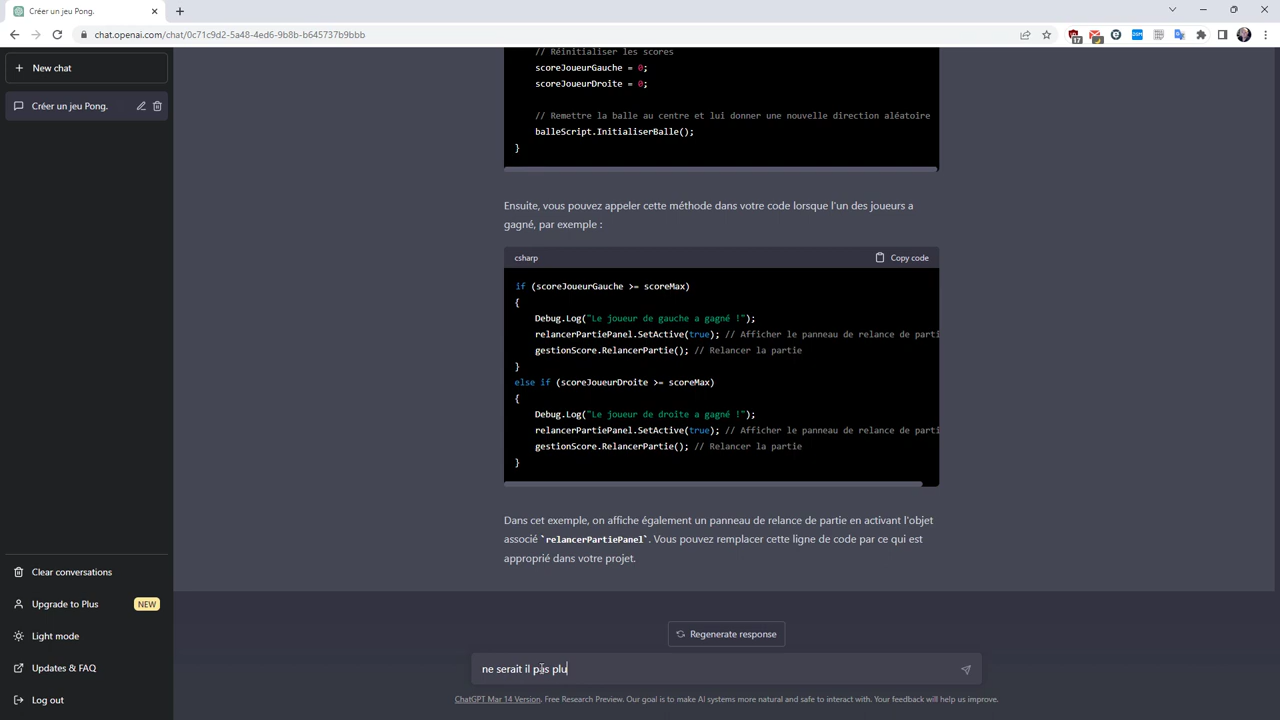 Créer un jeu Pong.
chat.openai.com/chat/0c71c9d2-5a48-4ed6-9b8b-b645737b9bbb
17
New chat
Créer un jeu Pong.
// Réinitialiser les scores
scoreJoueurGauche = 0;
scoreJoueurDroite = 0;
// Remettre la balle au centre et lui donner une nouvelle direction aléatoire
balleScript.InitialiserBalle();
}
Ensuite, vous pouvez appeler cette méthode dans votre code lorsque l'un des joueurs a
gagné, par exemple :
csharp Copy code
if (scoreJoueurGauche >= scoreMax)
{
Debug.Log("Le joueur de gauche a gagné !");
relancerPartiePanel.SetActive(true); // Afficher le panneau de relance de parti
gestionScore.RelancerPartie(); // Relancer la partie
}
else if (scoreJoueurDroite >= scoreMax)
{
Debug.Log("Le joueur de droite a gagné !");
relancerPartiePanel.SetActive(true); // Afficher le panneau de relance de parti
gestionScore.RelancerPartie(); // Relancer la partie
}
Dans cet exemple, on affiche également un panneau de relance de partie en activant l'objet
associé `relancerPartiePanel`. Vous pouvez remplacer cette ligne de code par ce qui est
approprié dans votre projet.
Clear conversations
Upgrade to Plus NEW
Light mode
Updates & FAQ
Log out
Regenerate response
ne serait il pas plu
ChatGPT Mar 14 Version. Free Research Preview. Our goal is to make AI systems more natural and safe to interact with. Your feedback will help us improve.